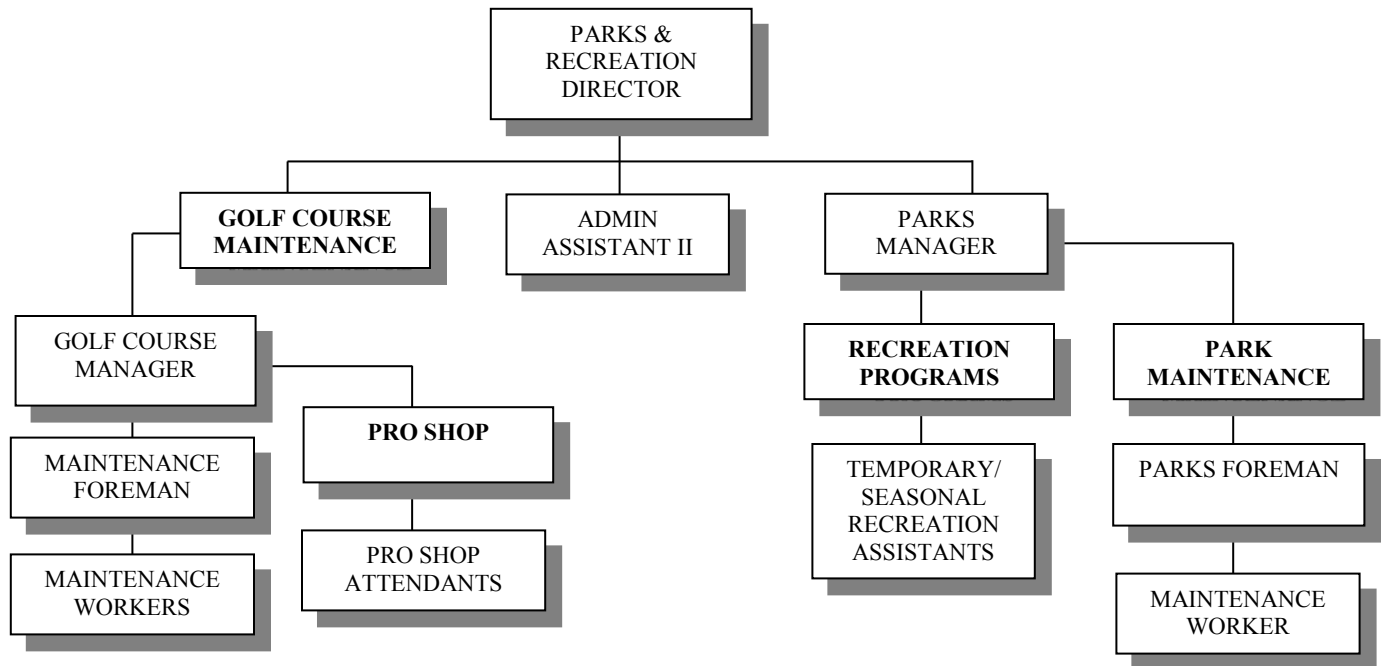 PARKS &
RECREATION
DIRECTOR
GOLF COURSE
MAINTENANCE
ADMIN
ASSISTANT II
PARKS
MANAGER
GOLF COURSE
MANAGER
RECREATION
PROGRAMS
PARK
MAINTENANCE
PRO SHOP
MAINTENANCE
FOREMAN
TEMPORARY/
SEASONAL
RECREATION
ASSISTANTS
PARKS FOREMAN
PRO SHOP
ATTENDANTS
MAINTENANCE
WORKERS
MAINTENANCE
WORKER